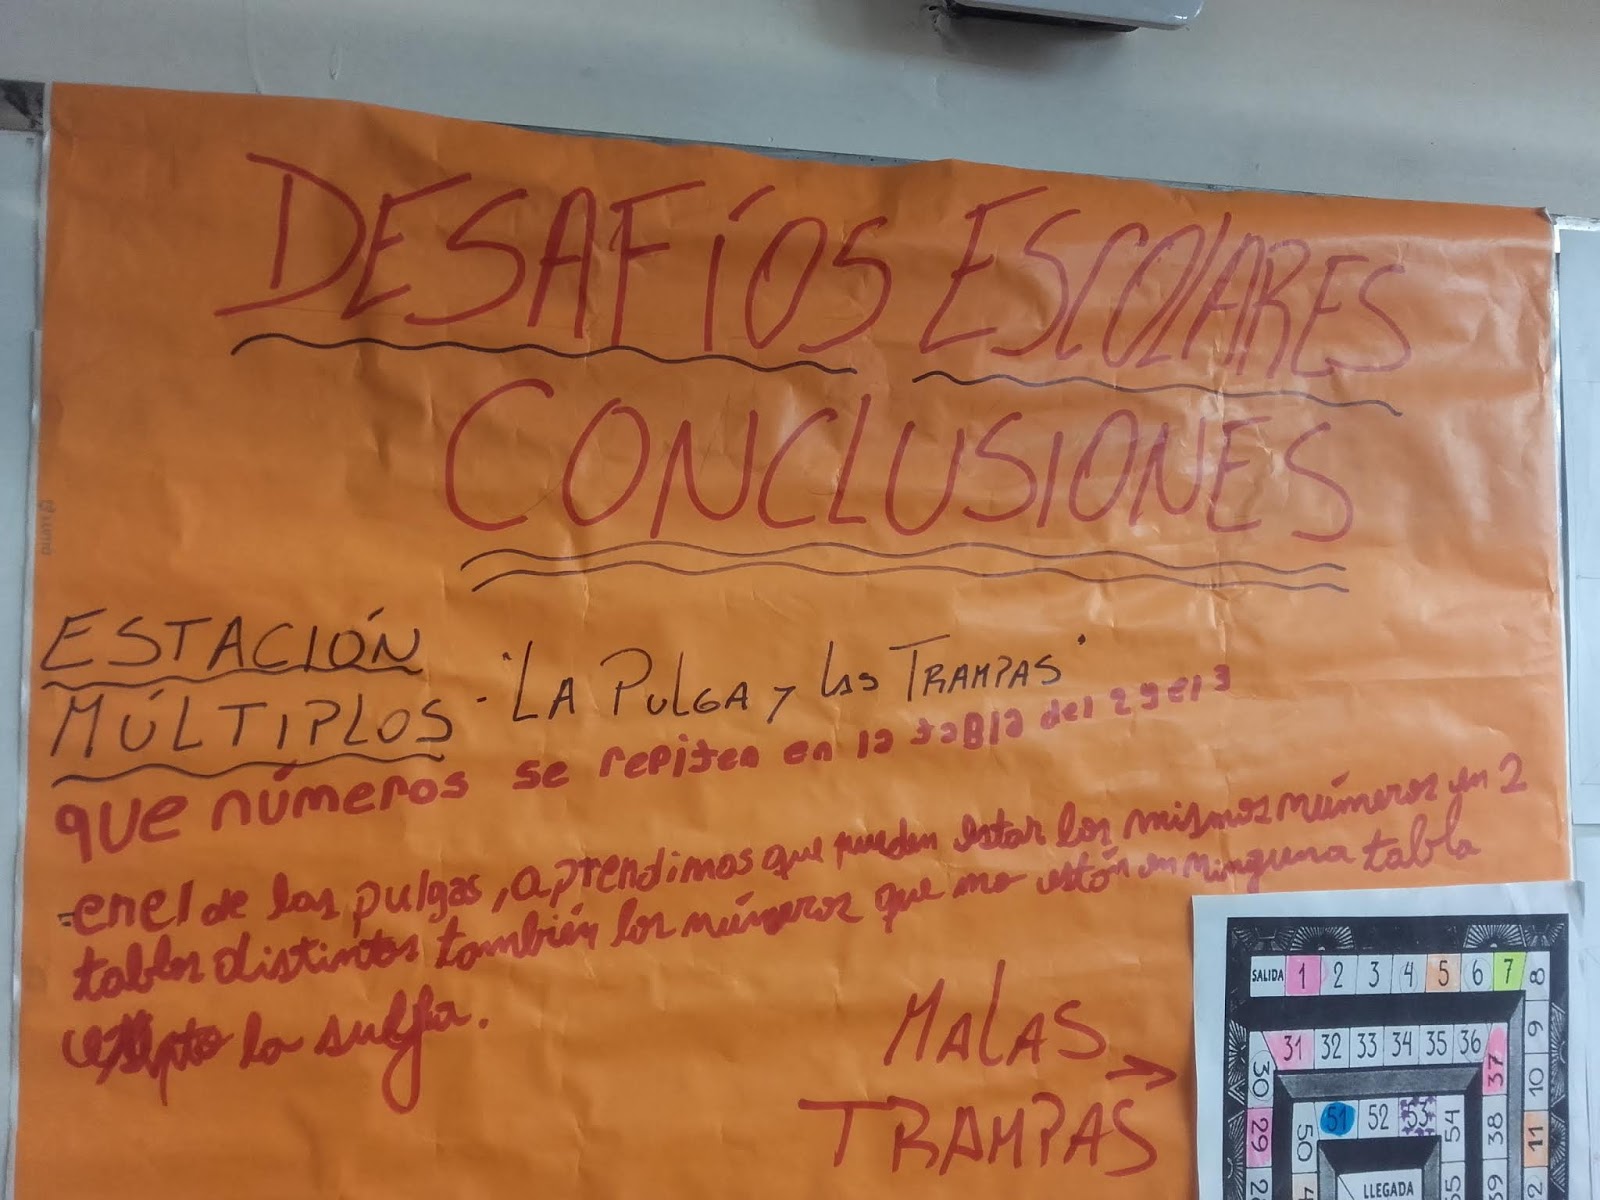 DESAFÍOS ESCOLARES
CONCLUSIONES
ESTACIÓN
MÚLTIPLOS - "LA PULGA Y LAS TRAMPAS"
que números se repiten en la tabla del 2 y el 3
-en el de las pulgas, aprendimos que pueden estar los mismos números en 2
tablas distintas también los números que no están en ninguna tabla
la
MALAS
TRAMPAS
SALIDA 1 2 3 4 5 6 7 8
9
10
11
31 32 33 34 35 36 37
38
30
29
50
51 52 53 54
LLEGADA